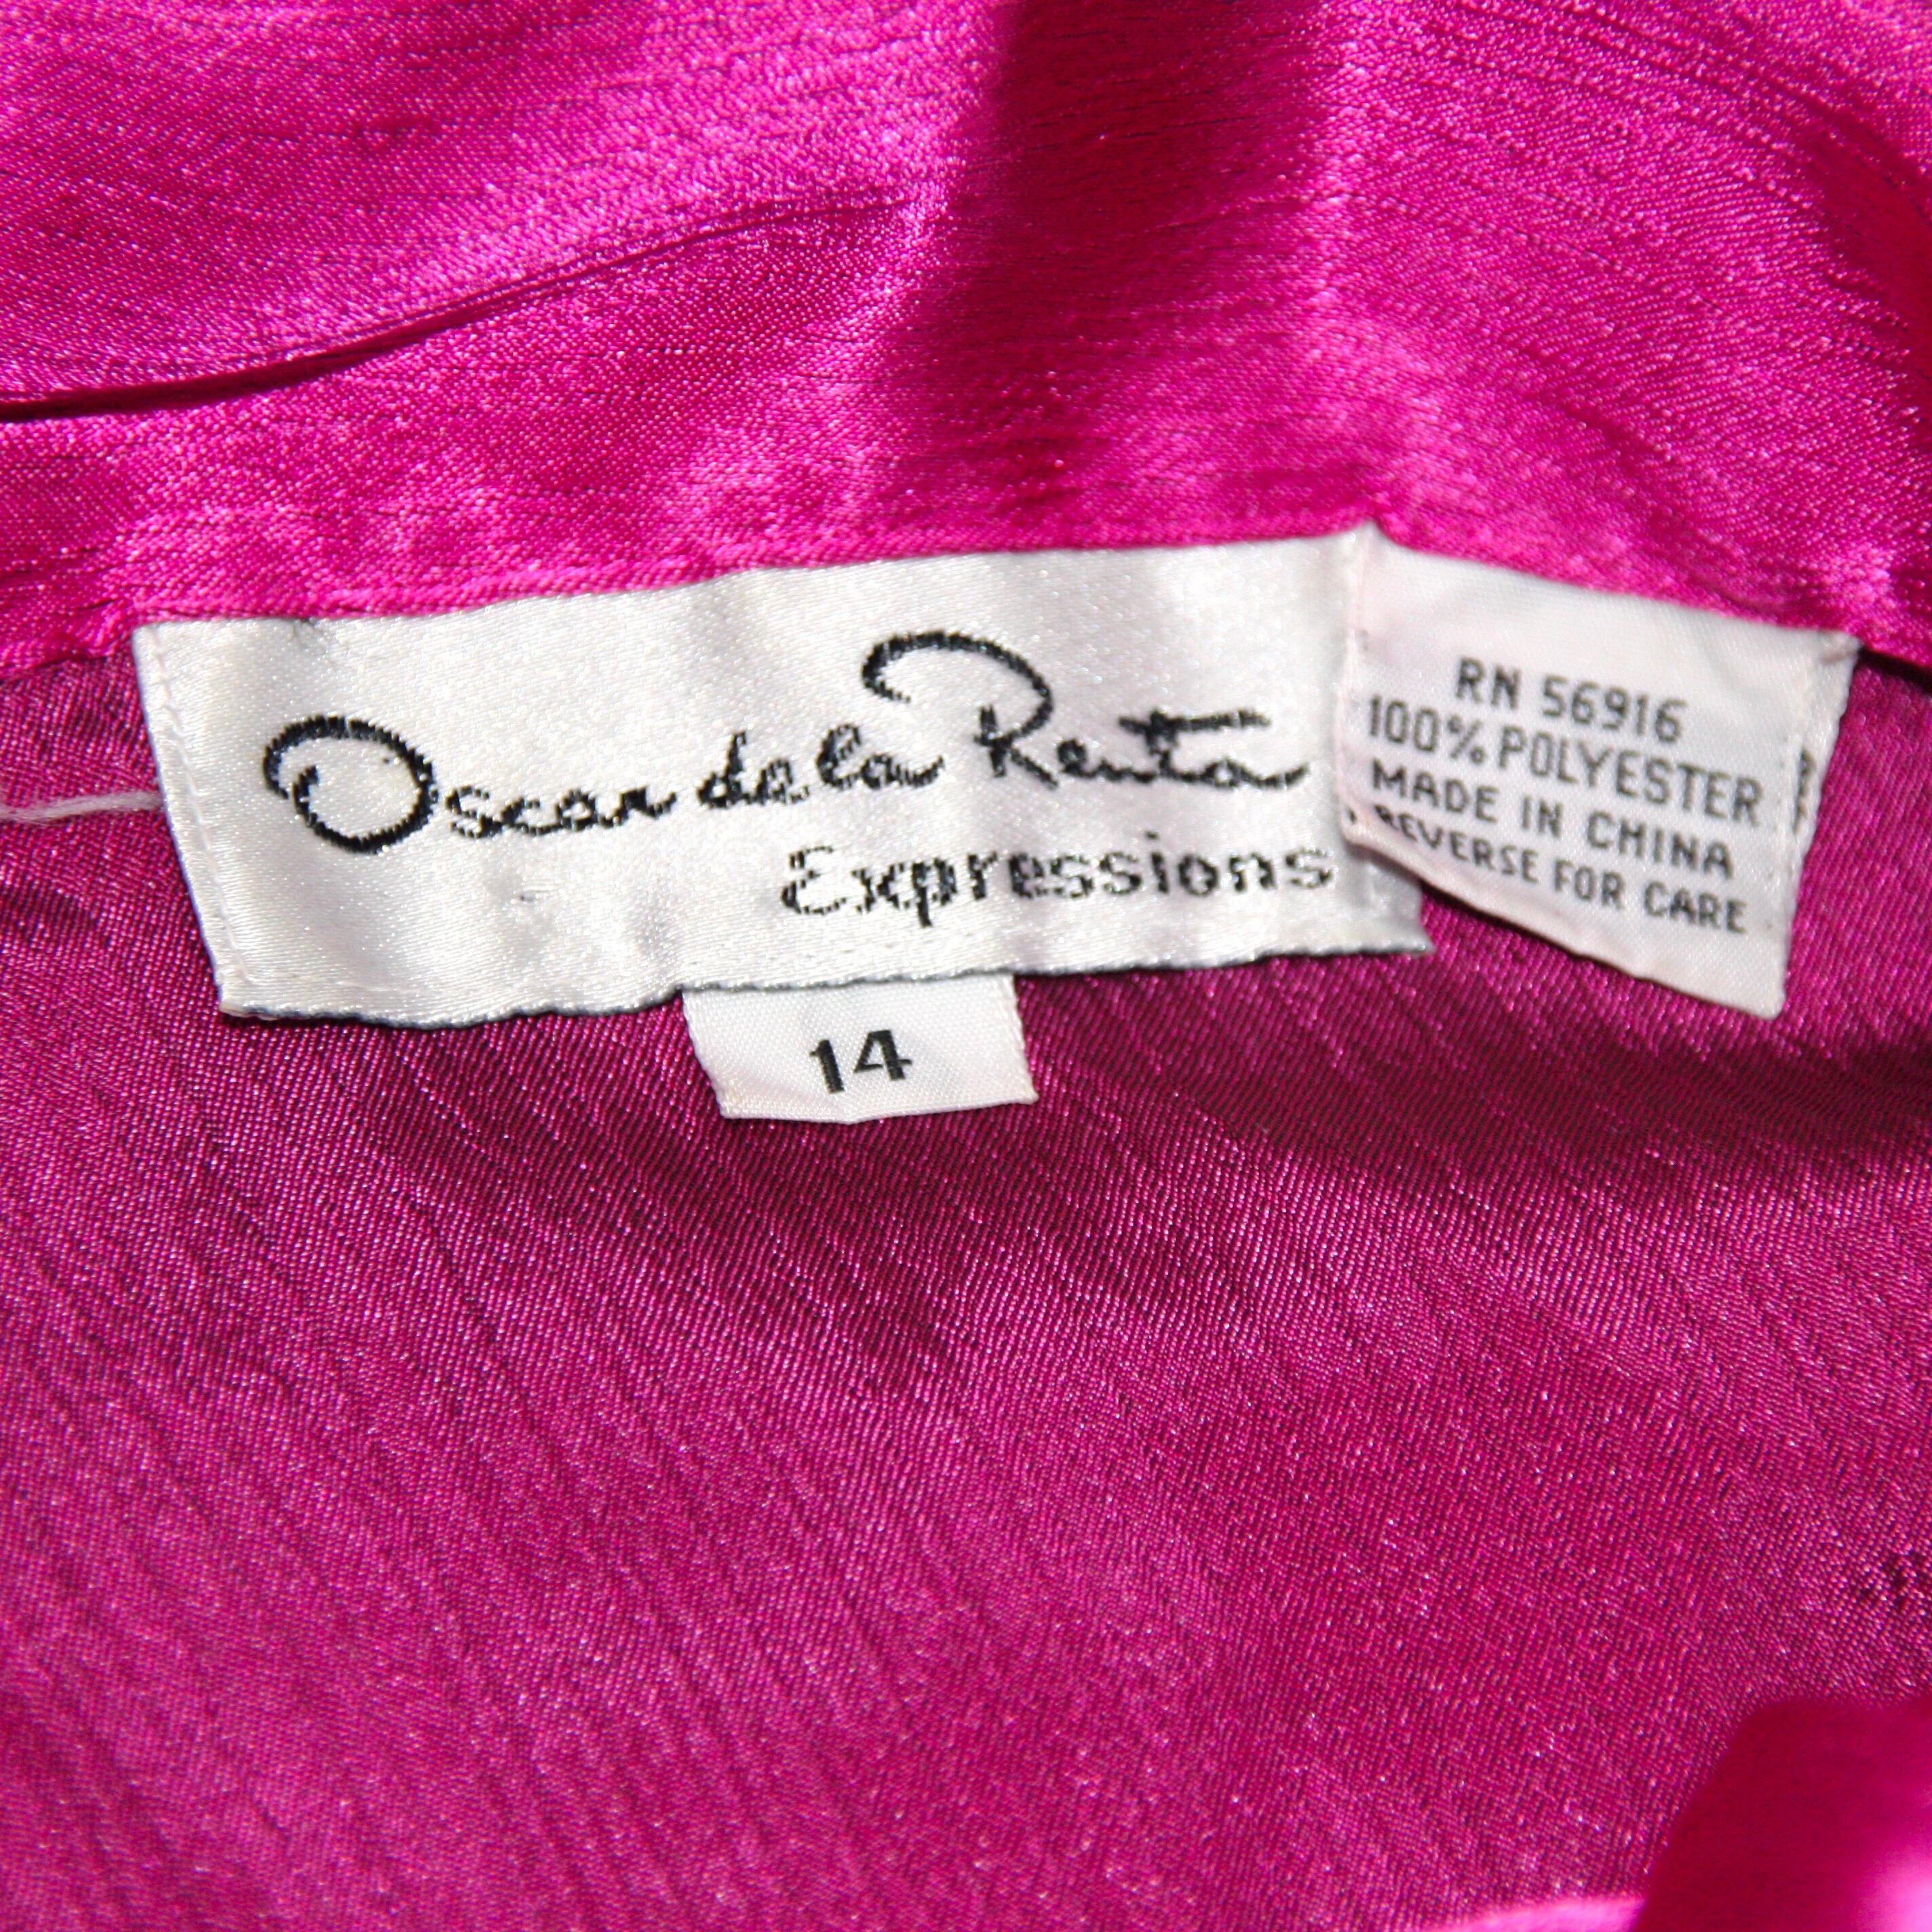 Oscar de la Renta
Expressions
14
RN 56916
100% POLYESTER
MADE IN CHINA
REVERSE FOR CARE